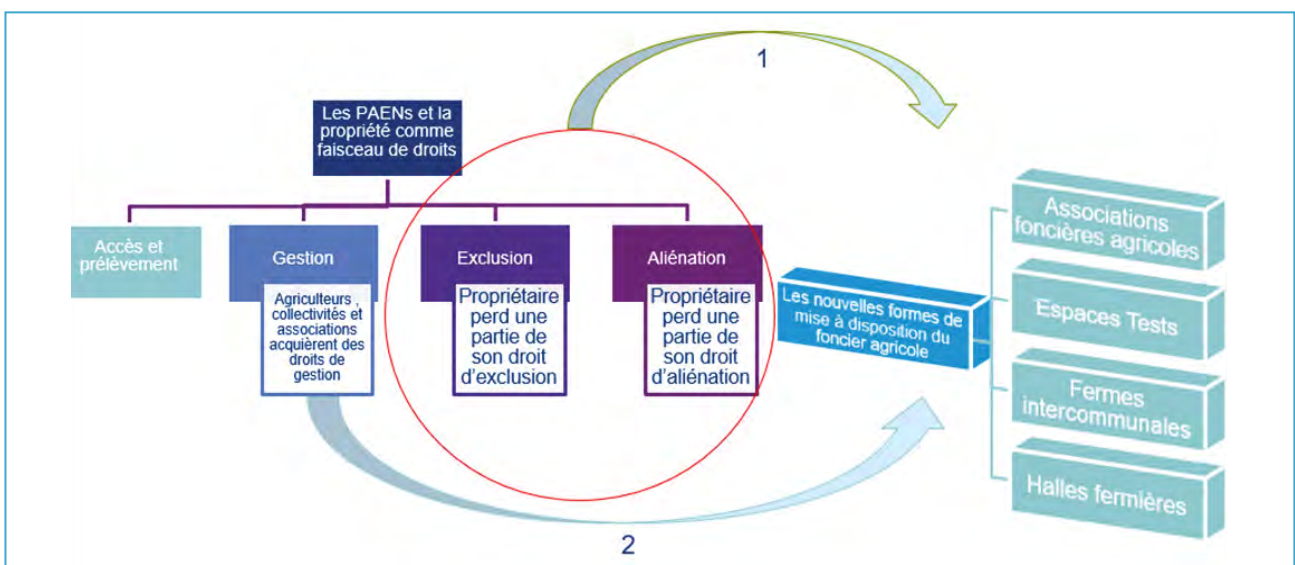 1
Les PAENs et la
propriété comme
faisceau de droits
Accès et
prélèvement
Gestion
Agriculteurs ,
collectivités et
associations
acquièrent des
droits de
gestion
Exclusion
Propriétaire
perd une
partie de
son droit
d'exclusion
Aliénation
Propriétaire
perd une
partie de
son droit
d'aliénation
Les nouvelles formes de
mise à disposition du
foncier agricole
Associations
foncières agricoles
Espaces Tests
Fermes
intercommunales
Halles fermières
2